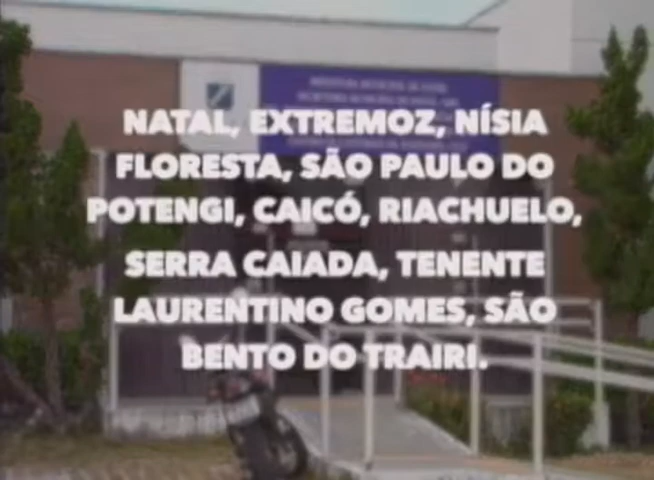 NATAL, EXTREMOZ, NÍSIA
FLORESTA, SÃO PAULO DO
POTENGI, CAICÓ, RIACHUELO,
SERRA CAIADA, TENENTE
LAURENTINO GOMES, SÃO
BENTO DO TRAIRI.